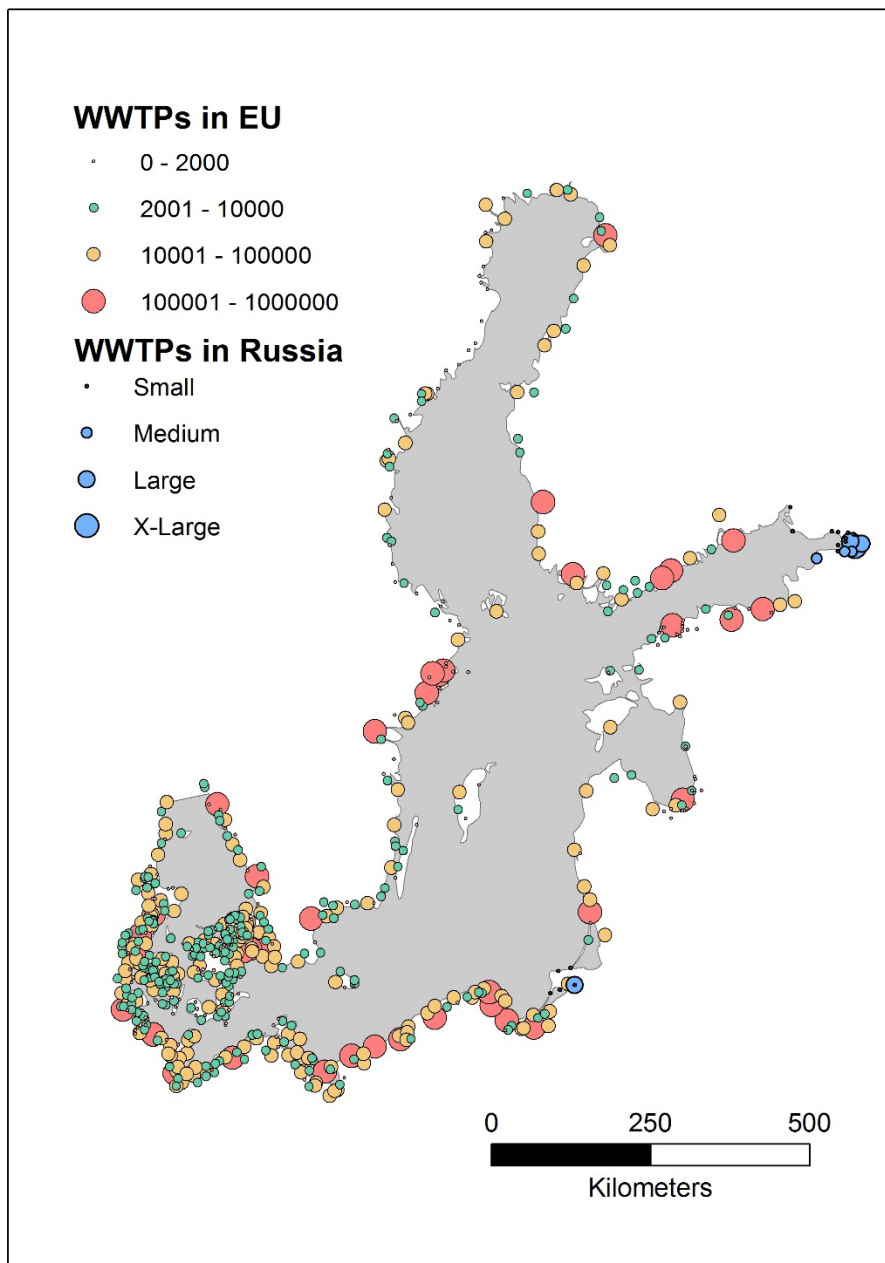 WWTPs in EU
0 - 2000
2001 - 10000
10001 - 100000
100001 - 1000000
WWTPs in Russia
Small
Medium
Large
X-Large
0 250 500
Kilometers